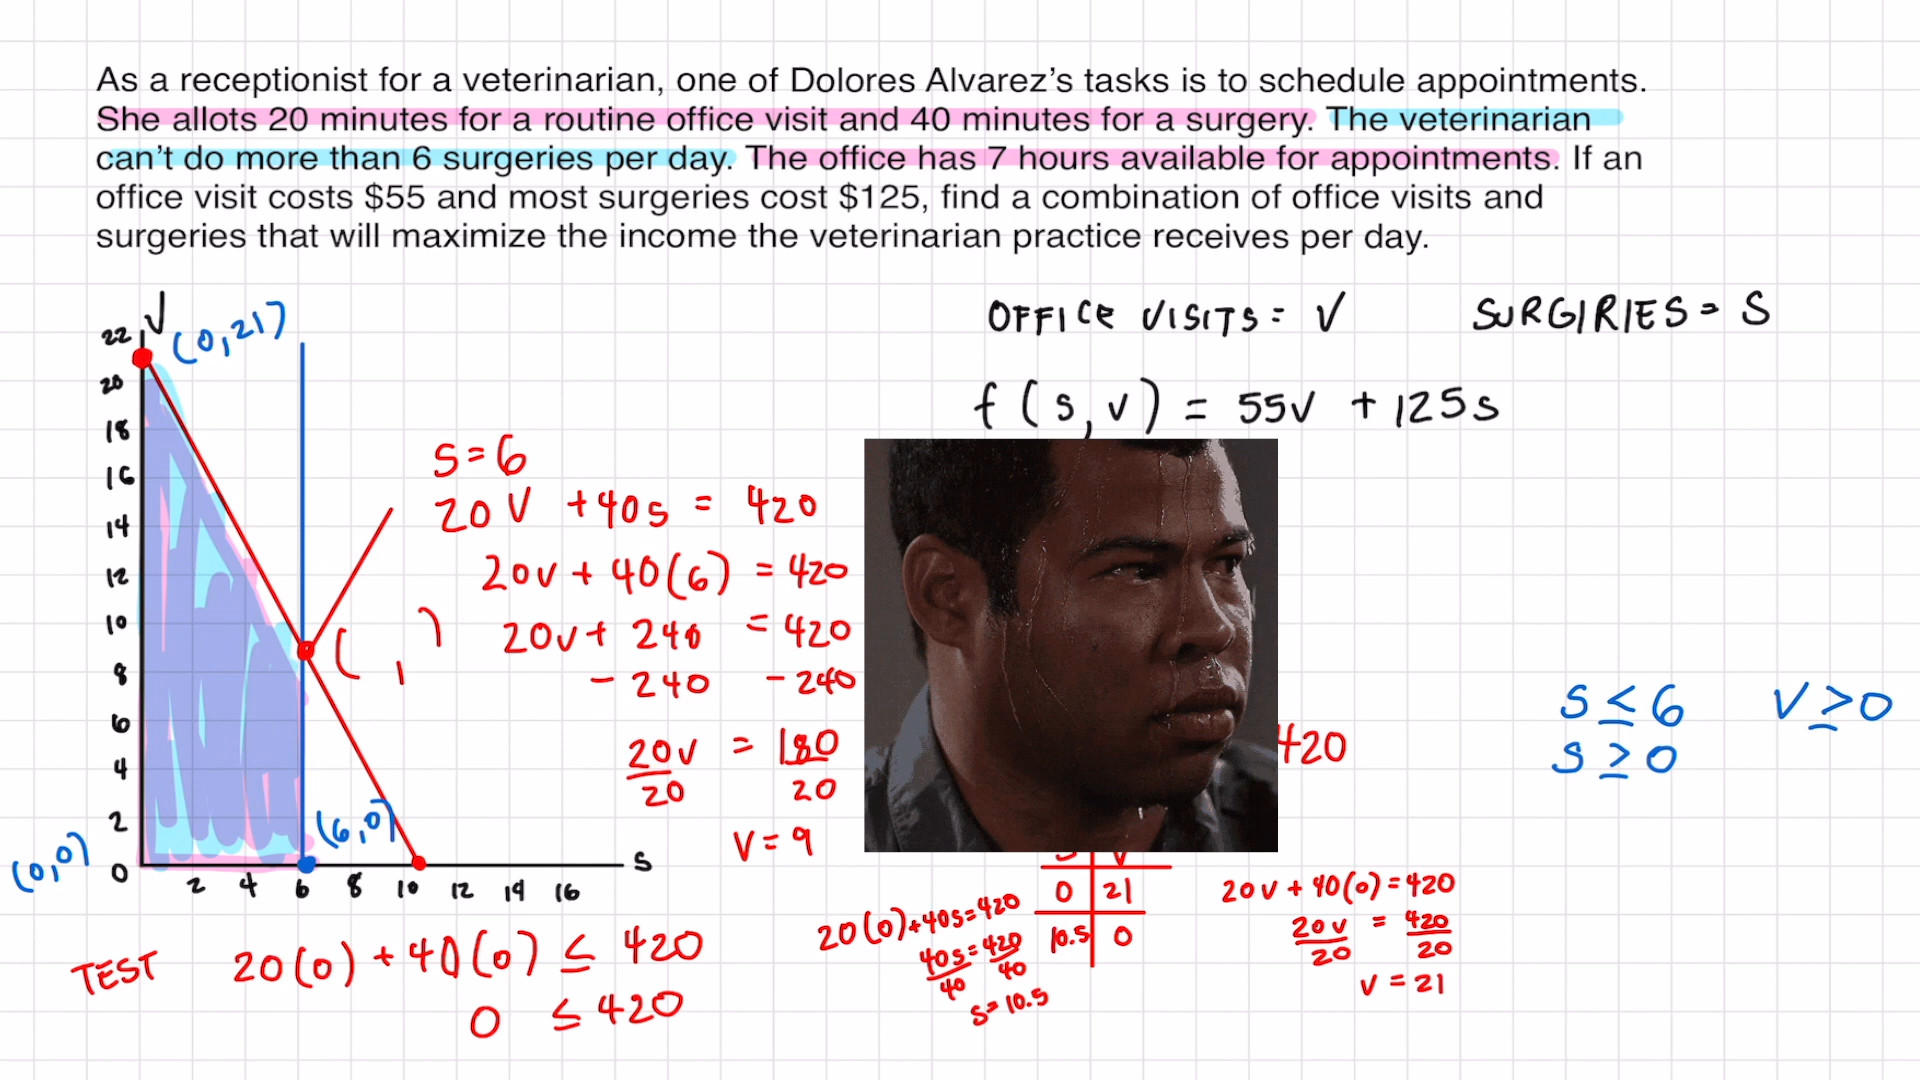 As a receptionist for a veterinarian, one of Dolores Alvarez's tasks is to schedule appointments.
She allots 20 minutes for a routine office visit and 40 minutes for a surgery. The veterinarian
can't do more than 6 surgeries per day. The office has 7 hours available for appointments. If an
office visit costs $55 and most surgeries cost $125, find a combination of office visits and
surgeries that will maximize the income the veterinarian practice receives per day.
OFFICE VISITS = V
SURGIRIES = S
f(s,v) = 55v + 125s
V
(0,21)
22
20
18
16
14
12
10
8
6
4
2
0
(0,0)
( , )
(6,0)
2 4 6 8 10 12 14 16
S
S=6
20V + 40s = 420
20v + 40(6) = 420
20v + 240 = 420
- 240 - 240
20v = 180
20 20
v = 9
420
s ≤ 6 v ≥ 0
s ≥ 0
TEST 20(0) + 40(0) ≤ 420
0 ≤ 420
20(0)+40s=420
40s=420
40 40
s=10.5
0 21
10.5 0
20v + 40(0) = 420
20v = 420
20 20
v = 21